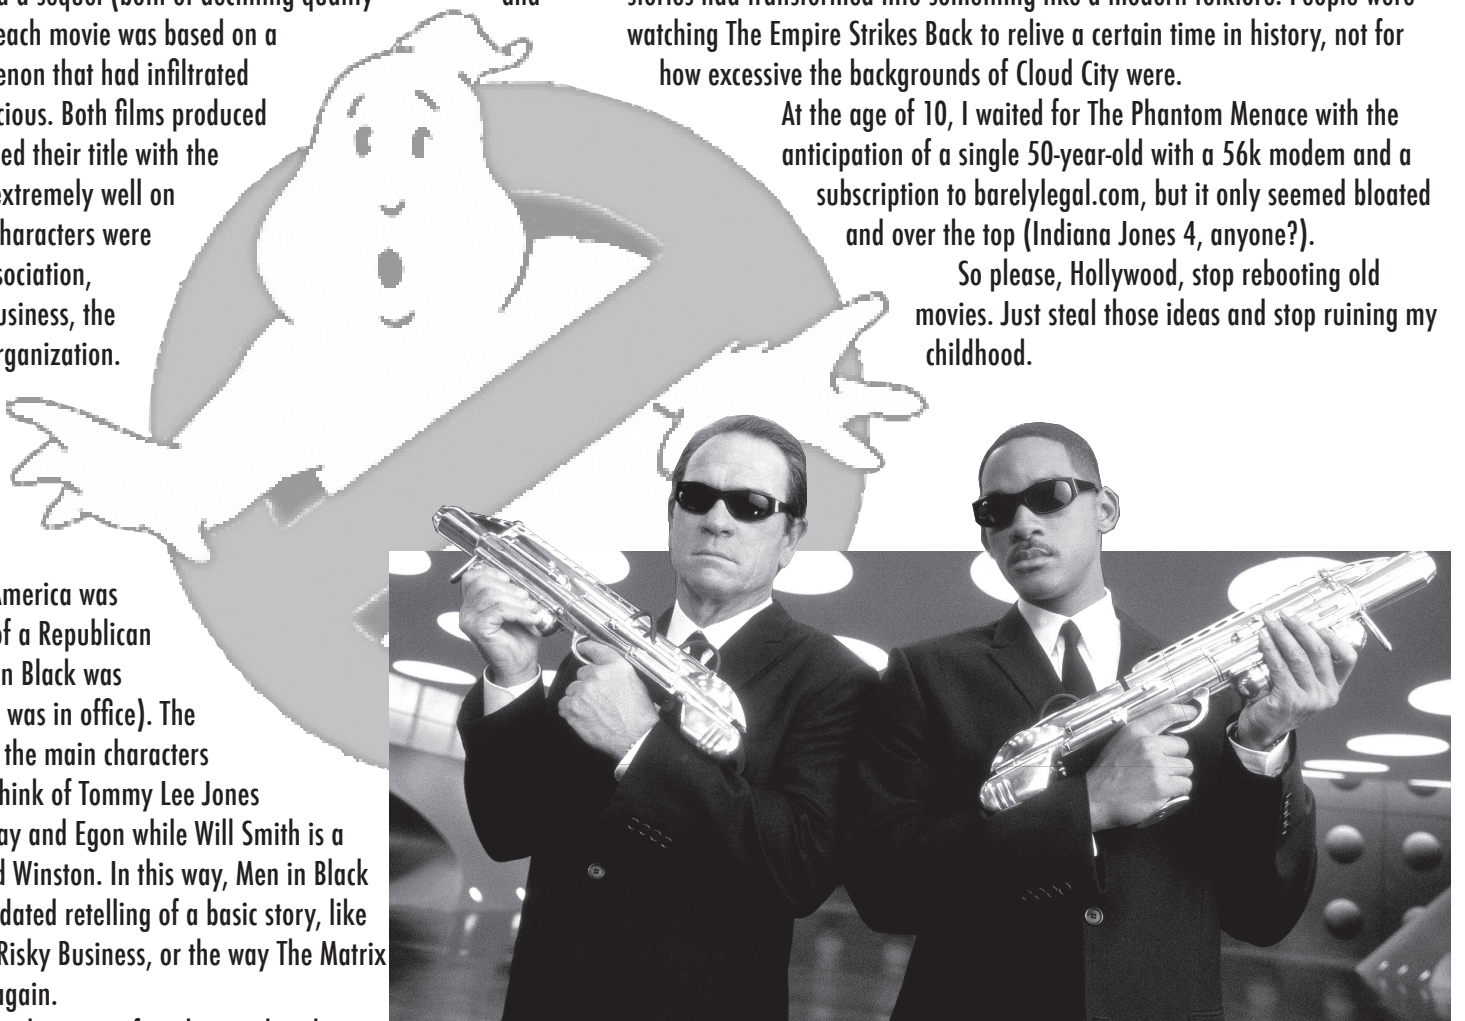 a sequel (both of declining quality
each movie was based on a
enon that had infiltrated
cious. Both films produced
ed their title with the
extremely well on
haracters were
sociation,
usiness, the
rganization.
America was
of a Republican
n Black was
was in office). The
the main characters
hink of Tommy Lee Jones
ay and Egon while Will Smith is a
d Winston. In this way, Men in Black
dated retelling of a basic story, like
Risky Business, or the way The Matrix
again.
and
stories had transformed into something like a modern folklore. People were
watching The Empire Strikes Back to relive a certain time in history, not for
how excessive the backgrounds of Cloud City were.
At the age of 10, I waited for The Phantom Menace with the
anticipation of a single 50-year-old with a 56k modem and a
subscription to barelylegal.com, but it only seemed bloated
and over the top (Indiana Jones 4, anyone?).
So please, Hollywood, stop rebooting old
movies. Just steal those ideas and stop ruining my
childhood.